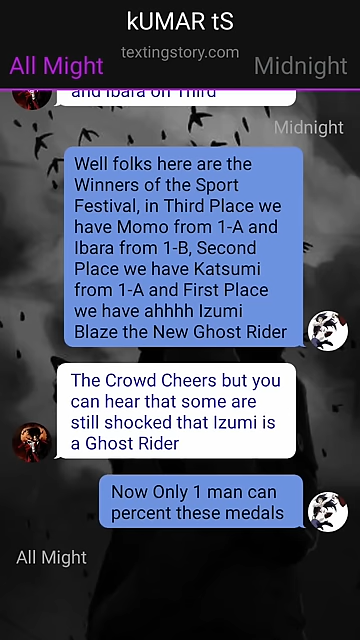 kUMAR tS
textingstory.com
All Might
Midnight
and Ibara on Third
Midnight
Well folks here are the
Winners of the Sport
Festival, in Third Place we
have Momo from 1-A and
Ibara from 1-B, Second
Place we have Katsumi
from 1-A and First Place
we have ahhhh Izumi
Blaze the New Ghost Rider
The Crowd Cheers but you
can hear that some are
still shocked that Izumi is
a Ghost Rider
Now Only 1 man can
percent these medals
All Might